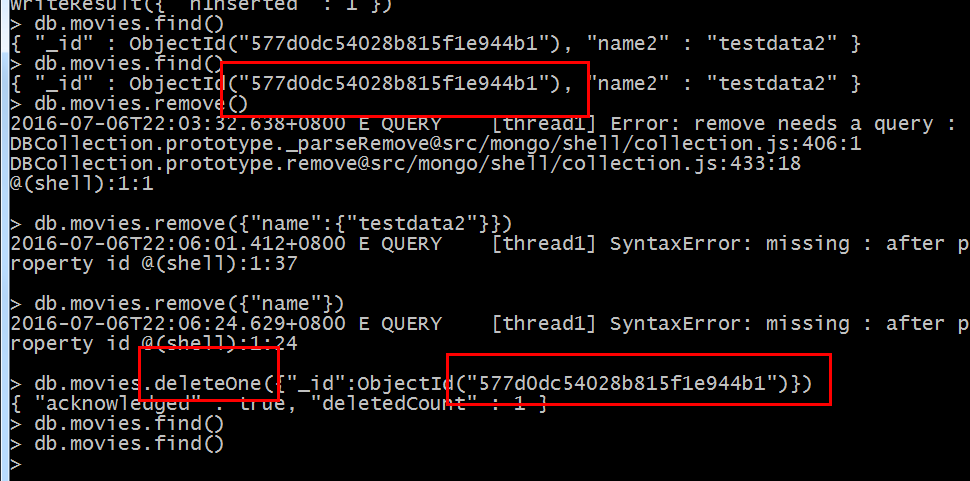 WriteResult({ "nInserted" : 1 })
> db.movies.find()
{ "_id" : ObjectId("577d0dc54028b815f1e944b1"), "name2" : "testdata2" }
> db.movies.find()
{ "_id" : ObjectId("577d0dc54028b815f1e944b1"), "name2" : "testdata2" }
> db.movies.remove()
2016-07-06T22:03:32.638+0800 E QUERY    [thread1] Error: remove needs a query :
DBCollection.prototype._parseRemove@src/mongo/shell/collection.js:406:1
DBCollection.prototype.remove@src/mongo/shell/collection.js:433:18
@(shell):1:1
> db.movies.remove({"name":{"testdata2"}})
2016-07-06T22:06:01.412+0800 E QUERY    [thread1] SyntaxError: missing : after p
roperty id @(shell):1:37
> db.movies.remove({"name"})
2016-07-06T22:06:24.629+0800 E QUERY    [thread1] SyntaxError: missing : after p
roperty id @(shell):1:24
> db.movies.deleteOne({"_id":ObjectId("577d0dc54028b815f1e944b1")})
{ "acknowledged" : true, "deletedCount" : 1 }
> db.movies.find()
> db.movies.find()
>